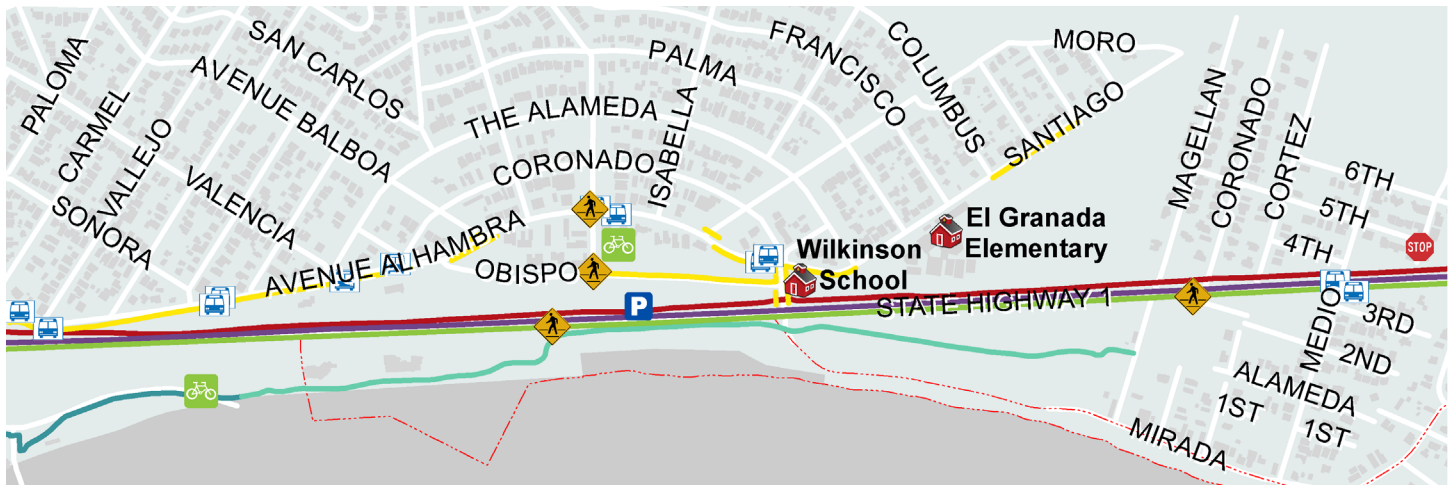 PALOMA
CARMEL
VALLEJO
SONORA
VALENCIA
SAN CARLOS
AVENUE BALBOA
AVENUE ALHAMBRA
THE ALAMEDA
CORONADO
ISABELLA
OBISPO
PALMA
FRANCISCO
COLUMBUS
MORO
SANTIAGO
MAGELLAN
CORONADO
CORTEZ
6TH
5TH
4TH
STOP
El Granada
Elementary
Wilkinson
School
P
STATE HIGHWAY 1
MEDIO
3RD
2ND
ALAMEDA
1ST
1ST
MIRADA